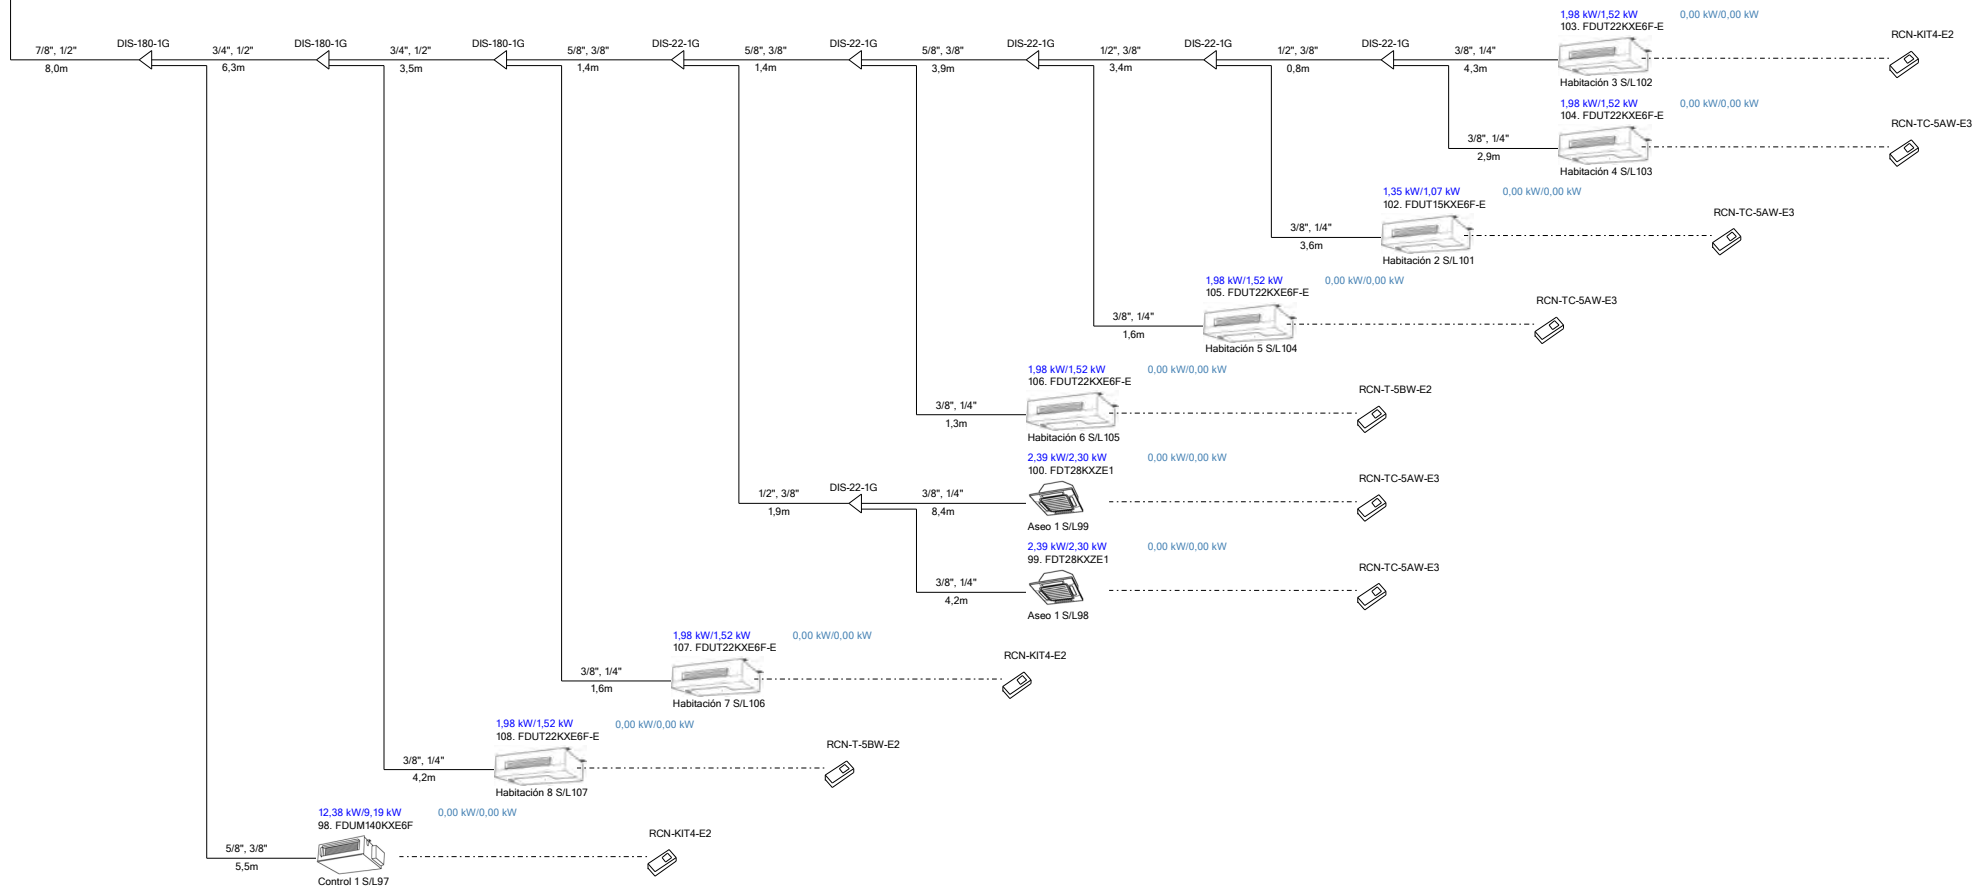 1,98 kW/1,52 kW 0,00 kW/0,00 kW
103. FDUT22KXE6F-E
RCN-KIT4-E2
7/8", 1/2" DIS-180-1G 3/4", 1/2" DIS-180-1G 3/4", 1/2" DIS-180-1G 5/8", 3/8" DIS-22-1G 5/8", 3/8" DIS-22-1G 5/8", 3/8" DIS-22-1G 1/2", 3/8" DIS-22-1G 1/2", 3/8" DIS-22-1G 3/8", 1/4"
8,0m 6,3m 3,5m 1,4m 1,4m 3,9m 3,4m 0,8m 4,3m
Habitación 3 S/L102
1,98 kW/1,52 kW 0,00 kW/0,00 kW
104. FDUT22KXE6F-E
RCN-TC-5AW-E3
3/8", 1/4"
2,9m
Habitación 4 S/L103
1,35 kW/1,07 kW 0,00 kW/0,00 kW
102. FDUT15KXE6F-E
RCN-TC-5AW-E3
3/8", 1/4"
3,6m
Habitación 2 S/L101
1,98 kW/1,52 kW 0,00 kW/0,00 kW
105. FDUT22KXE6F-E
RCN-TC-5AW-E3
3/8", 1/4"
1,6m
Habitación 5 S/L104
1,98 kW/1,52 kW 0,00 kW/0,00 kW
106. FDUT22KXE6F-E
RCN-T-5BW-E2
3/8", 1/4"
1,3m
Habitación 6 S/L105
2,39 kW/2,30 kW 0,00 kW/0,00 kW
100. FDT28KXZE1
RCN-TC-5AW-E3
1/2", 3/8" DIS-22-1G 3/8", 1/4"
1,9m 8,4m
Aseo 1 S/L99
2,39 kW/2,30 kW 0,00 kW/0,00 kW
99. FDT28KXZE1
RCN-TC-5AW-E3
3/8", 1/4"
4,2m
Aseo 1 S/L98
1,98 kW/1,52 kW 0,00 kW/0,00 kW
107. FDUT22KXE6F-E
RCN-KIT4-E2
3/8", 1/4"
1,6m
Habitación 7 S/L106
1,98 kW/1,52 kW 0,00 kW/0,00 kW
108. FDUT22KXE6F-E
RCN-T-5BW-E2
3/8", 1/4"
4,2m
Habitación 8 S/L107
12,38 kW/9,19 kW 0,00 kW/0,00 kW
98. FDUM140KXE6F
RCN-KIT4-E2
5/8", 3/8"
5,5m
Control 1 S/L97